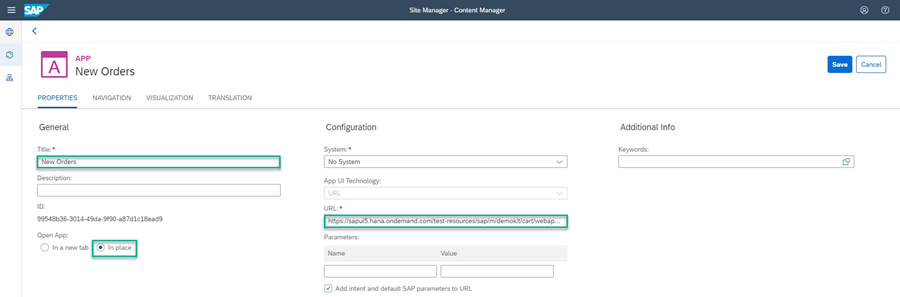 SAP
Site Manager - Content Manager
A
APP
New Orders
Save
Cancel
PROPERTIES
NAVIGATION
VISUALIZATION
TRANSLATION
General
Title: *
New Orders
Description:
ID:
99548b36-3014-49da-9f90-a87d1c18ead9
Open App:
In a new tab
In place
Configuration
System: *
No System
App UI Technology:
URL
URL: *
https://sapui5.hana.ondemand.com/test-resources/sap/m/demokit/cart/webap...
Parameters:
Name
Value
Add intent and default SAP parameters to URL
Additional Info
Keywords: